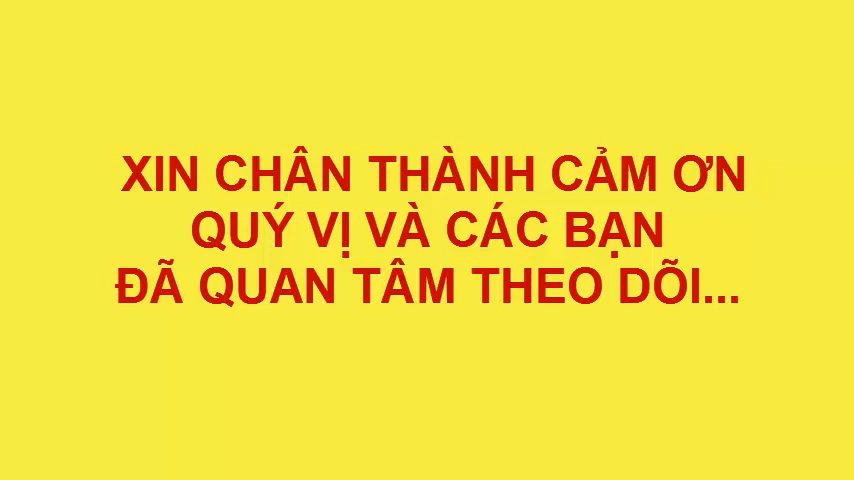 XIN CHÂN THÀNH CẢM ƠN
QUÝ VỊ VÀ CÁC BẠN
ĐÃ QUAN TÂM THEO DÕI...